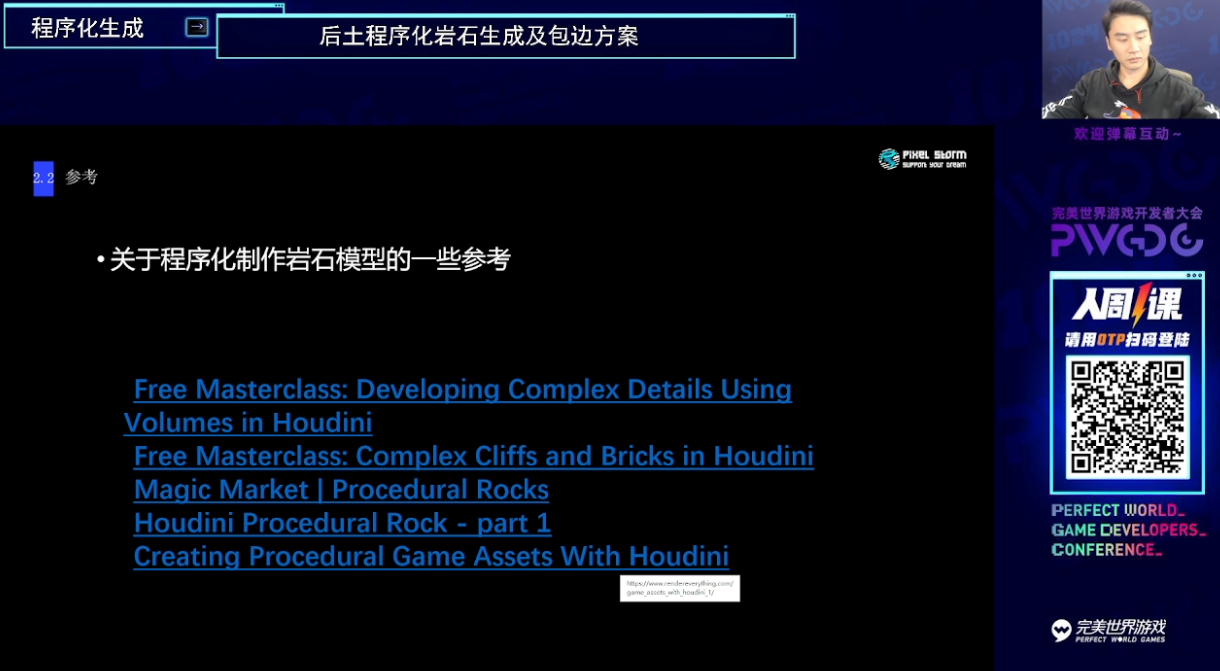 程序化生成
后土程序化岩石生成及包边方案
欢迎弹幕互动~
2.2 参考
PIXEL STORM
SUPPORT YOUR DREAM
• 关于程序化制作岩石模型的一些参考
Free Masterclass: Developing Complex Details Using
Volumes in Houdini
Free Masterclass: Complex Cliffs and Bricks in Houdini
Magic Market | Procedural Rocks
Houdini Procedural Rock - part 1
Creating Procedural Game Assets With Houdini
https://www.rendereverything.com/
game_assets_with_houdini_1/
完美世界游戏开发者大会
PWGDC
人周课
请用OTP扫码登陆
PERFECT WORLD_
GAME DEVELOPERS_
CONFERENCE_
完美世界游戏
PERFECT WORLD GAMES